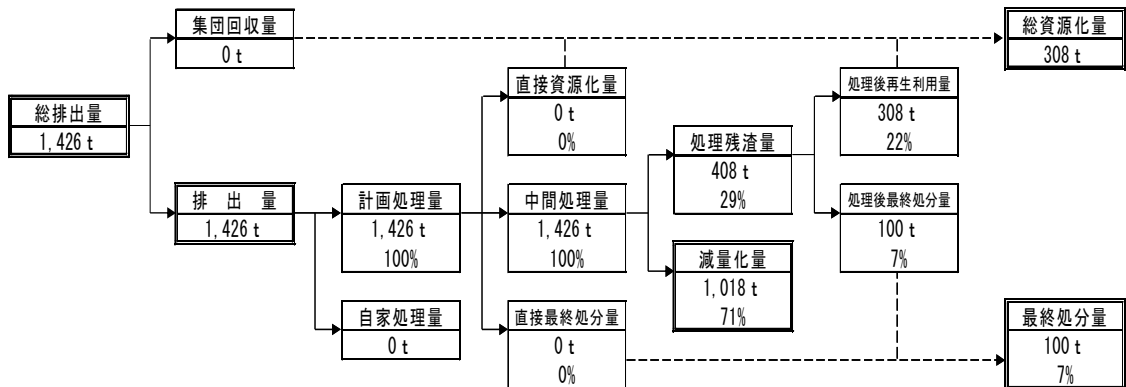 集団回収量
0 t
総資源化量
308 t
直接資源化量
0 t
0%
処理後再生利用量
308 t
22%
総排出量
1,426 t
処理残渣量
408 t
29%
排 出 量
1,426 t
計画処理量
1,426 t
100%
中間処理量
1,426 t
100%
処理後最終処分量
100 t
7%
減量化量
1,018 t
71%
自家処理量
0 t
直接最終処分量
0 t
0%
最終処分量
100 t
7%